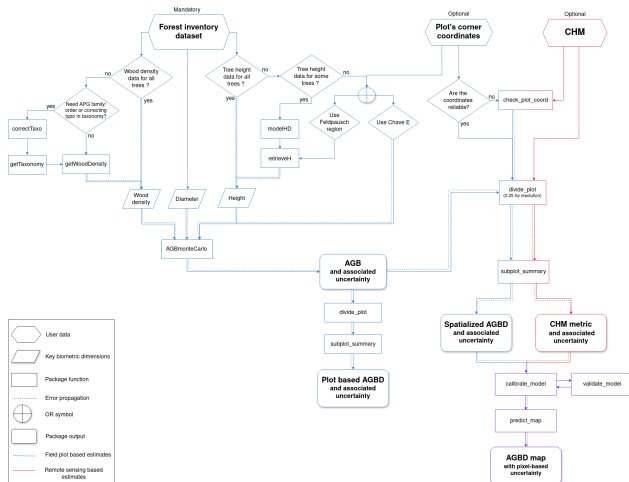 Mandatory
Forest inventory
dataset
Optional
Plot's corner
coordinates
Optional
CHM
Wood density
data for all
trees ?
no
yes
Need APG family/
order or correcting
typo in taxonomy?
yes
no
correctTaxo
getTaxonomy
getWoodDensity
Tree height
data for all
trees ?
no
yes
Tree height
data for some
trees ?
no
yes
modelHD
retrieveH
Use
Feldpausch
region
Use Chave E
Are the
coordinates
reliable?
no
yes
check_plot_coord
Wood
density
Diameter
Height
AGBmonteCarlo
divide_plot
(0.25 ha resolution)
AGB
and associated
uncertainty
subplot_summary
divide_plot
subplot_summary
Plot based AGBD
and associated
uncertainty
Spatialized AGBD
and associated
uncertainty
CHM metric
and associated
uncertainty
calibrate_model
validate_model
predict_map
AGBD map
with pixel-based
uncertainty
User data
Key biometric dimensions
Package function
Error propagation
OR symbol
Package output
Field plot based estimates
Remote sensing based
estimates